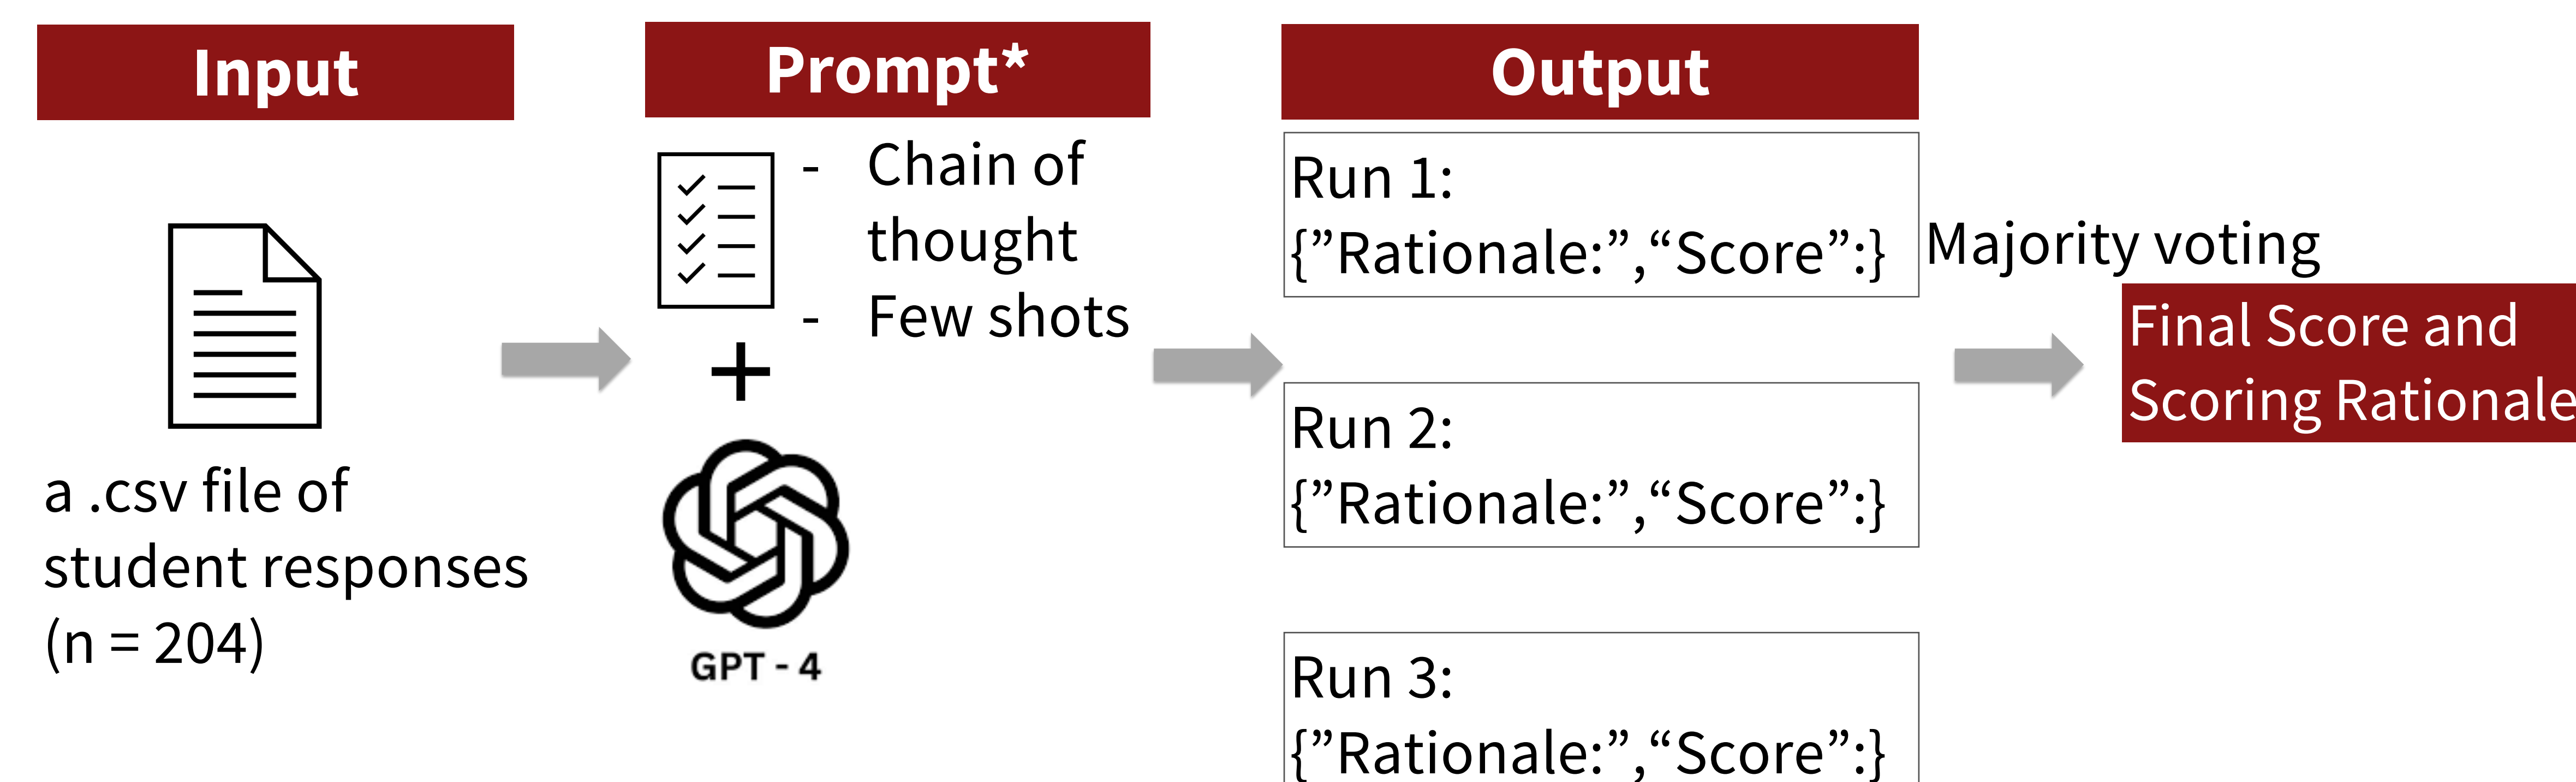 Input
a .csv file of
student responses
(n = 204)
Prompt*
- Chain of
thought
- Few shots
+
GPT - 4
Output
Run 1:
{”Rationale:”,“Score”:}
Run 2:
{”Rationale:”,“Score”:}
Run 3:
{”Rationale:”,“Score”:}
Majority voting
Final Score and
Scoring Rationale